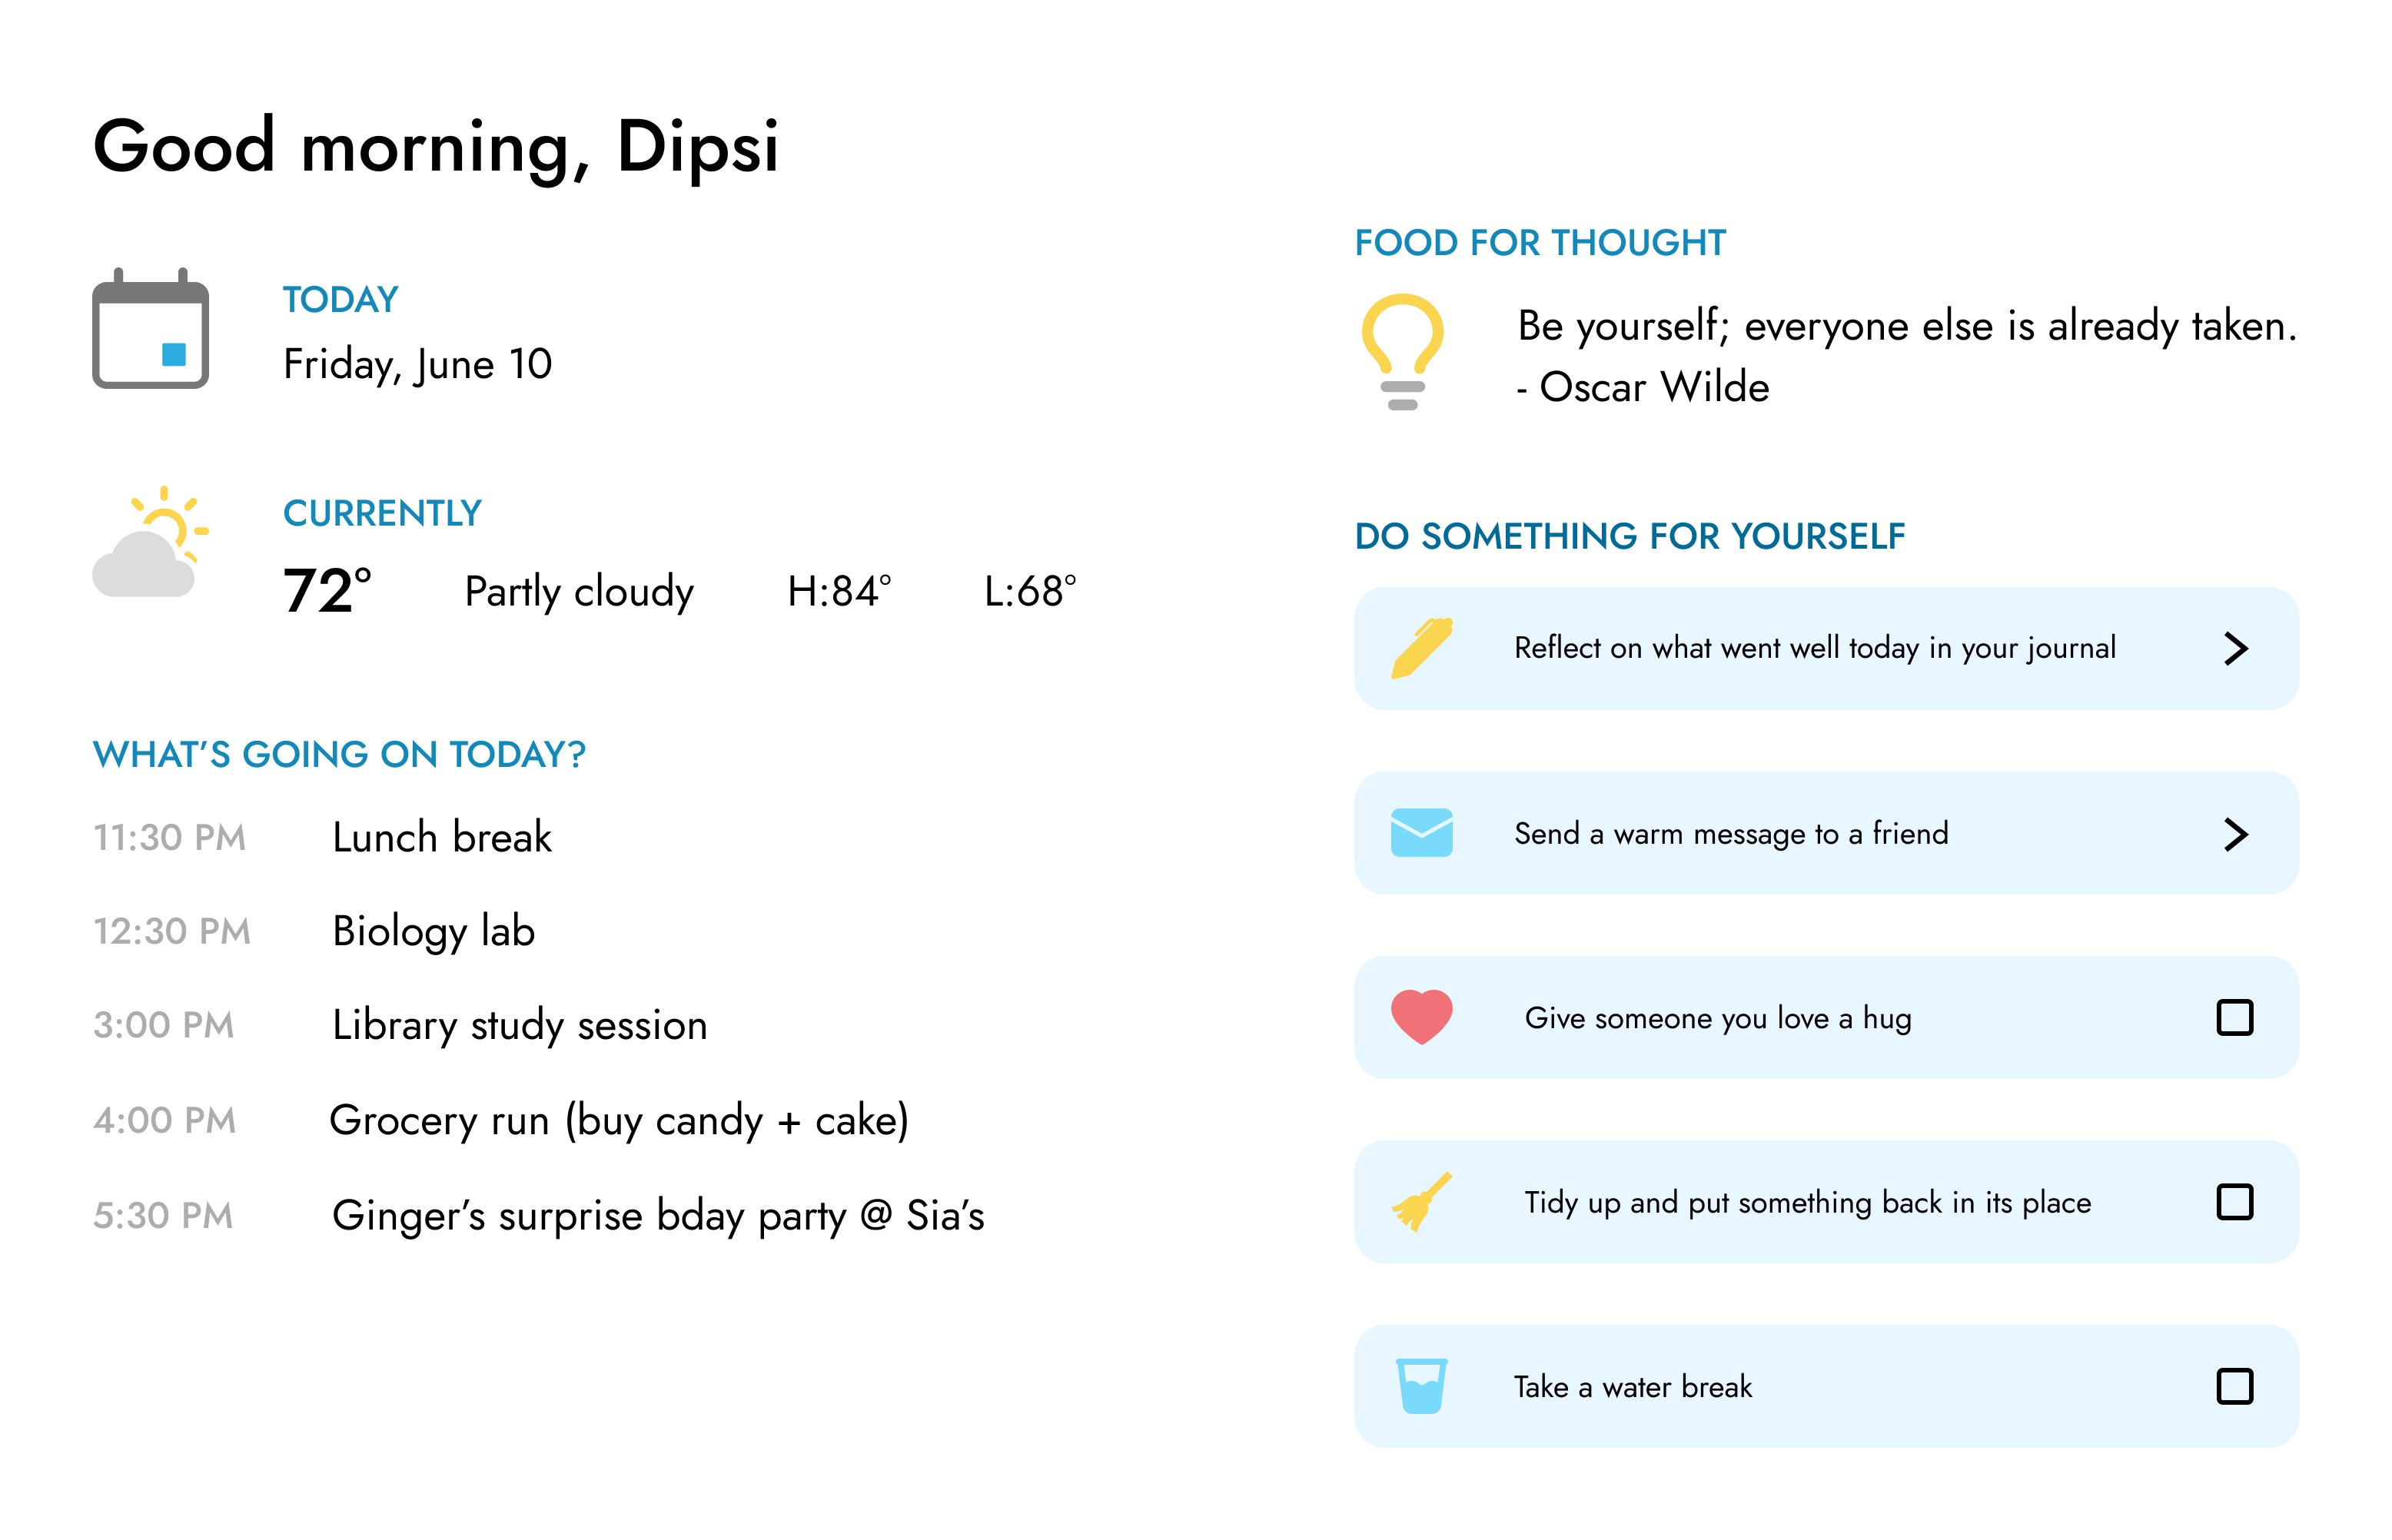 Good morning, Dipsi
TODAY
Friday, June 10
CURRENTLY
72° Partly cloudy H:84° L:68°
WHAT'S GOING ON TODAY?
11:30 PM Lunch break
12:30 PM Biology lab
3:00 PM Library study session
4:00 PM Grocery run (buy candy + cake)
5:30 PM Ginger's surprise bday party @ Sia's
FOOD FOR THOUGHT
Be yourself; everyone else is already taken.
- Oscar Wilde
DO SOMETHING FOR YOURSELF
Reflect on what went well today in your journal
Send a warm message to a friend
Give someone you love a hug
Tidy up and put something back in its place
Take a water break